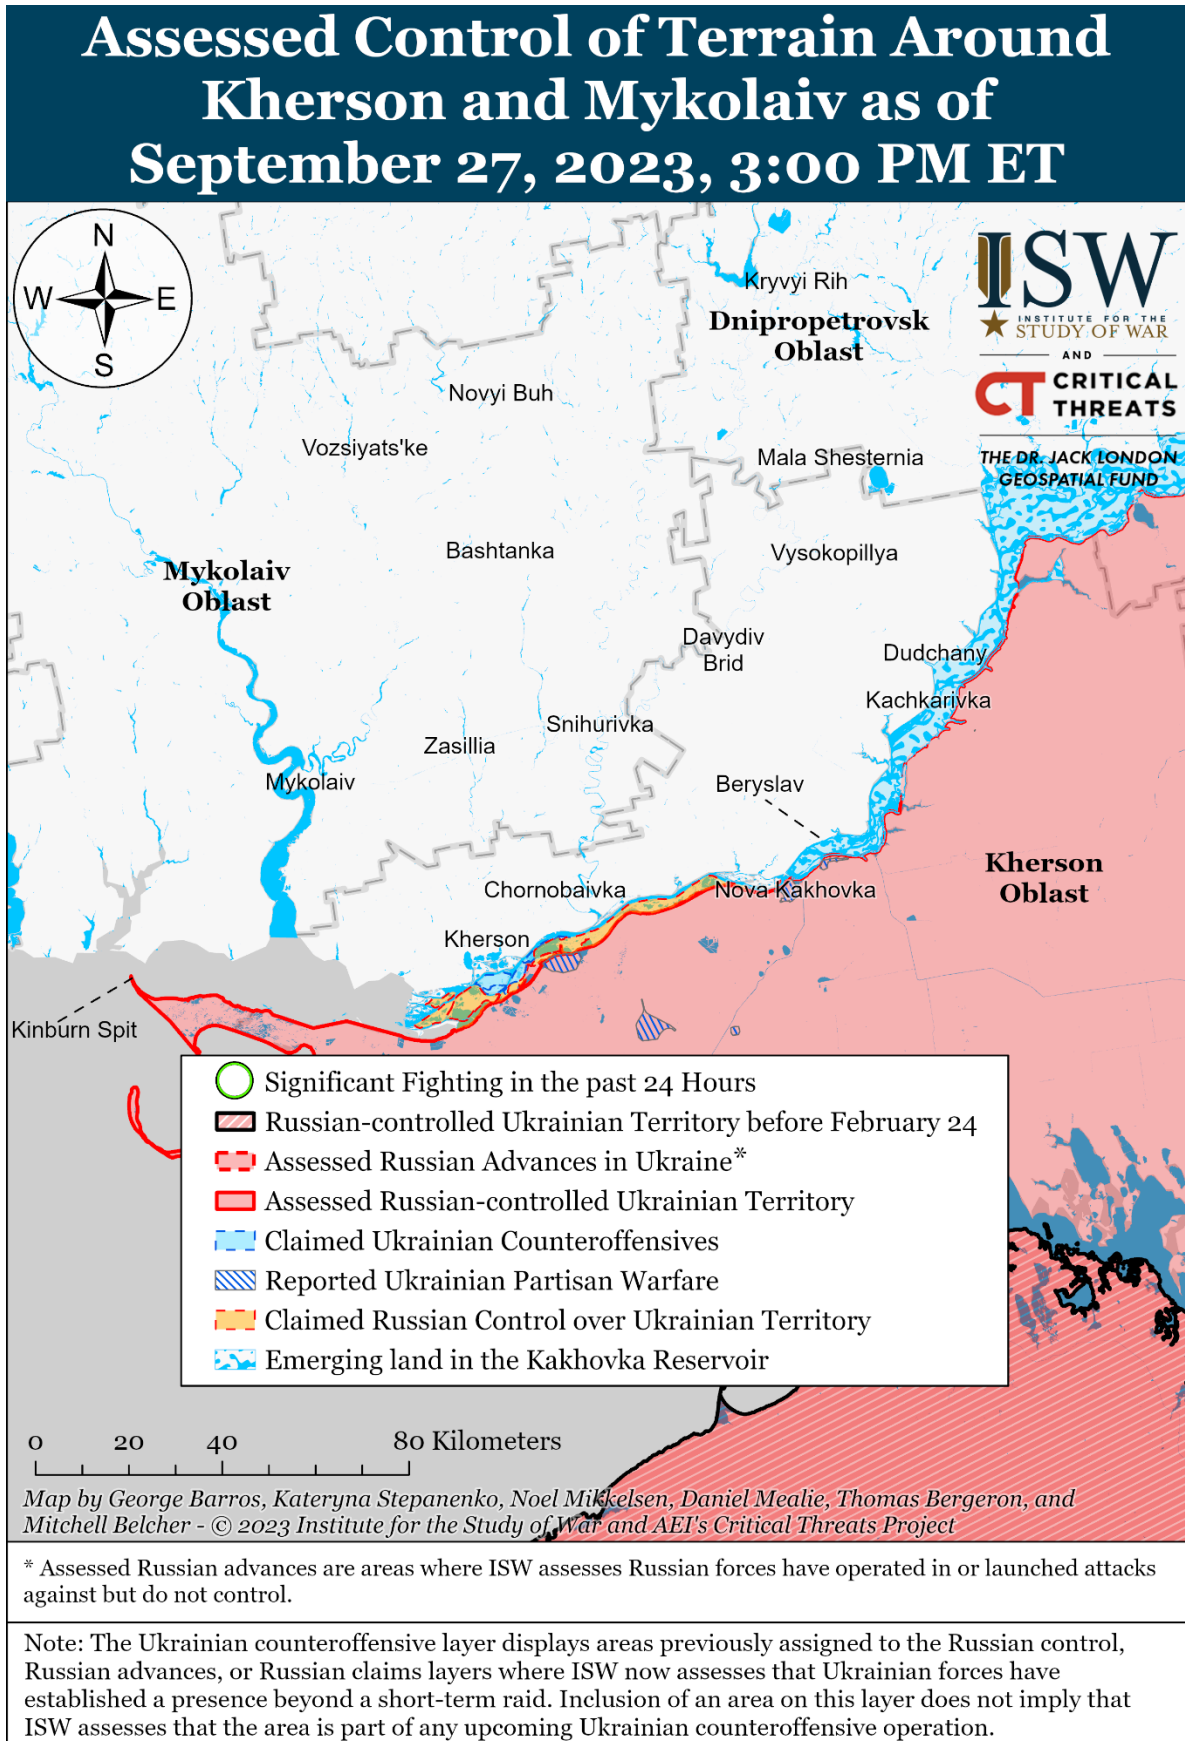 Assessed Control of Terrain Around
Kherson and Mykolaiv as of
September 27, 2023, 3:00 PM ET
N
W
E
S
ISW
INSTITUTE FOR THE
STUDY OF WAR
AND
CT CRITICAL
THREATS
THE DR. JACK LONDON
GEOSPATIAL FUND
Kryvyi Rih
Dnipropetrovsk
Oblast
Novyi Buh
Vozsiyats'ke
Mala Shesternia
Bashtanka
Vysokopillya
Mykolaiv
Oblast
Davydiv
Brid
Dudchany
Kachkarivka
Snihurivka
Zasillia
Mykolaiv
Beryslav
Kherson
Oblast
Chornobaivka
Nova Kakhovka
Kherson
Kinburn Spit
Significant Fighting in the past 24 Hours
Russian-controlled Ukrainian Territory before February 24
Assessed Russian Advances in Ukraine*
Assessed Russian-controlled Ukrainian Territory
Claimed Ukrainian Counteroffensives
Reported Ukrainian Partisan Warfare
Claimed Russian Control over Ukrainian Territory
Emerging land in the Kakhovka Reservoir
0 20 40 80 Kilometers
Map by George Barros, Kateryna Stepanenko, Noel Mikkelsen, Daniel Mealie, Thomas Bergeron, and
Mitchell Belcher - © 2023 Institute for the Study of War and AEI's Critical Threats Project
* Assessed Russian advances are areas where ISW assesses Russian forces have operated in or launched attacks
against but do not control.
Note: The Ukrainian counteroffensive layer displays areas previously assigned to the Russian control,
Russian advances, or Russian claims layers where ISW now assesses that Ukrainian forces have
established a presence beyond a short-term raid. Inclusion of an area on this layer does not imply that
ISW assesses that the area is part of any upcoming Ukrainian counteroffensive operation.